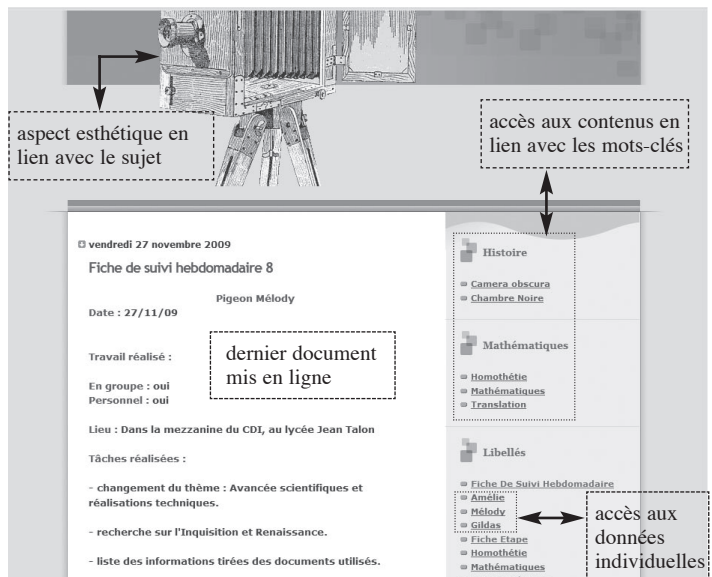 aspect esthétique en
lien avec le sujet
accès aux contenus en
lien avec les mots-clés
vendredi 27 novembre 2009
Fiche de suivi hebdomadaire 8
Pigeon Mélody
Date : 27/11/09
Travail réalisé :
dernier document
mis en ligne
En groupe : oui
Personnel : oui
Lieu : Dans la mezzanine du CDI, au lycée Jean Talon
Tâches réalisées :
- changement du thème : Avancée scientifiques et
réalisations techniques.
- recherche sur l'Inquisition et Renaissance.
- liste des informations tirées des documents utilisés.
Histoire
Camera obscura
Chambre Noire
Mathématiques
Homothétie
Mathématiques
Translation
Libellés
Fiche De Suivi Hebdomadaire
Amélie
Mélody
Gildas
Fiche Etape
Homothétie
Mathématiques
accès aux
données
individuelles